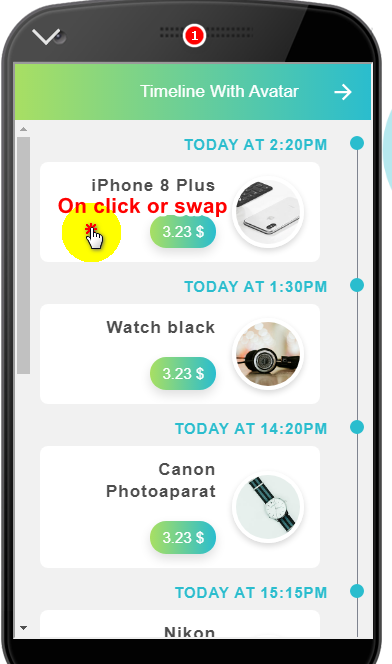 1
Timeline With Avatar
TODAY AT 2:20PM
iPhone 8 Plus
On click or swap
3.23 $
TODAY AT 1:30PM
Watch black
3.23 $
TODAY AT 14:20PM
Canon
Photoaparat
3.23 $
TODAY AT 15:15PM
Nikon